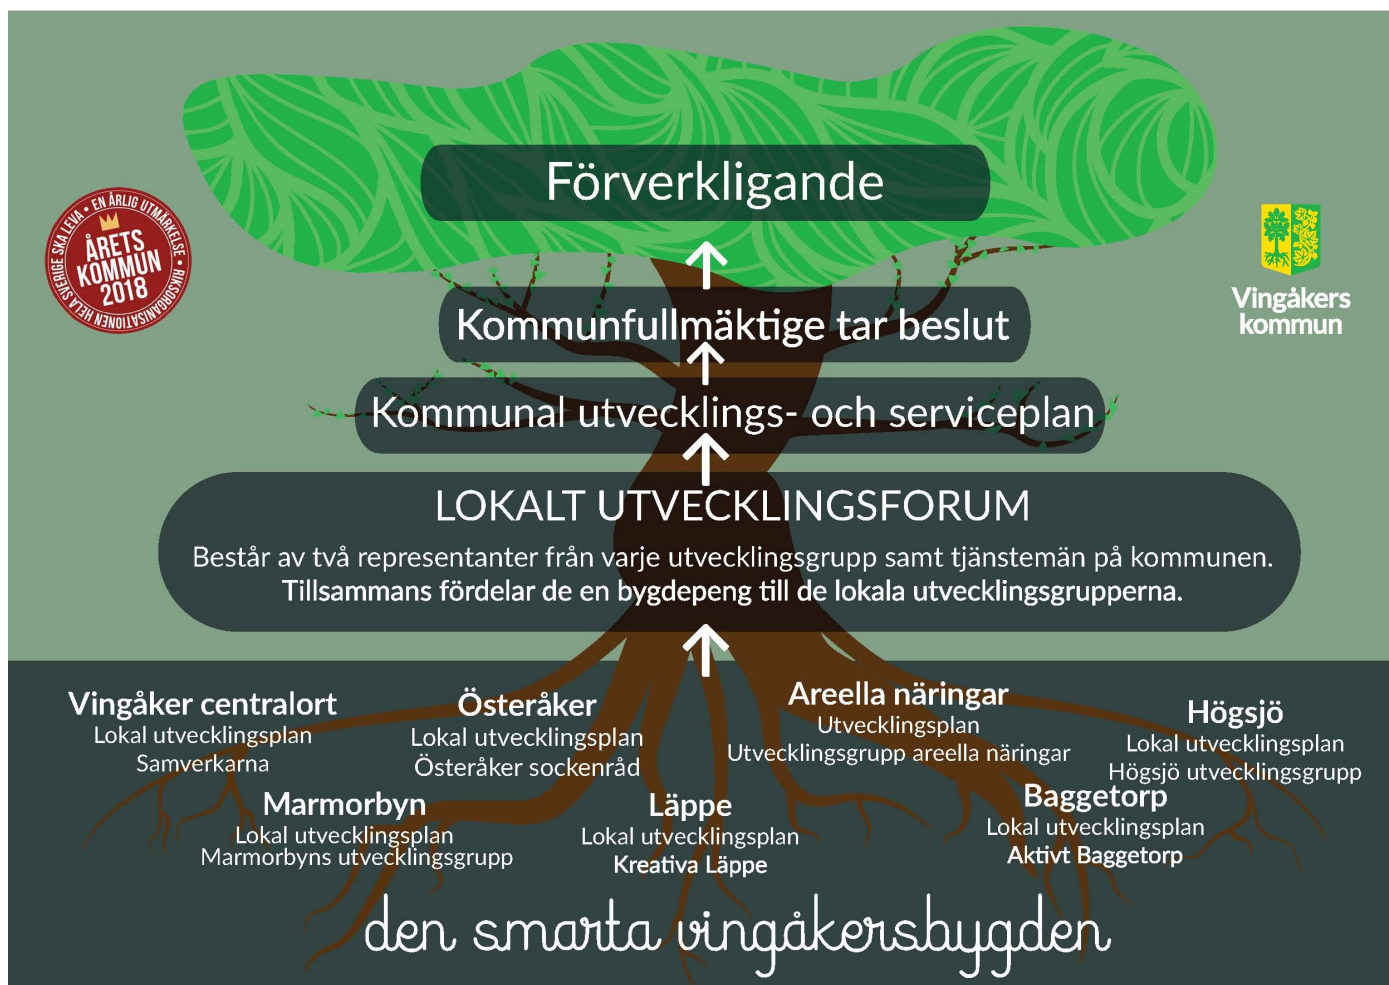 Förverkligande
EN ÅRLIG UTMÄRKELSE • RIKSORGANISATIONEN HELA SVERIGE SKA LEVA •
ÅRETS
KOMMUN
2018
Vingåkers
kommun
Kommunfullmäktige tar beslut
Kommunal utvecklings- och serviceplan
LOKALT UTVECKLINGSFORUM
Består av två representanter från varje utvecklingsgrupp samt tjänstemän på kommunen.
Tillsammans fördelar de en bygdepeng till de lokala utvecklingsgrupperna.
Vingåker centralort
Lokal utvecklingsplan
Samverkarna
Österåker
Lokal utvecklingsplan
Österåker sockenråd
Areella näringar
Utvecklingsplan
Utvecklingsgrupp areella näringar
Högsjö
Lokal utvecklingsplan
Högsjö utvecklingsgrupp
Marmorbyn
Lokal utvecklingsplan
Marmorbyns utvecklingsgrupp
Läppe
Lokal utvecklingsplan
Kreativa Läppe
Baggetorp
Lokal utvecklingsplan
Aktivt Baggetorp
den smarta vingåkersbygden